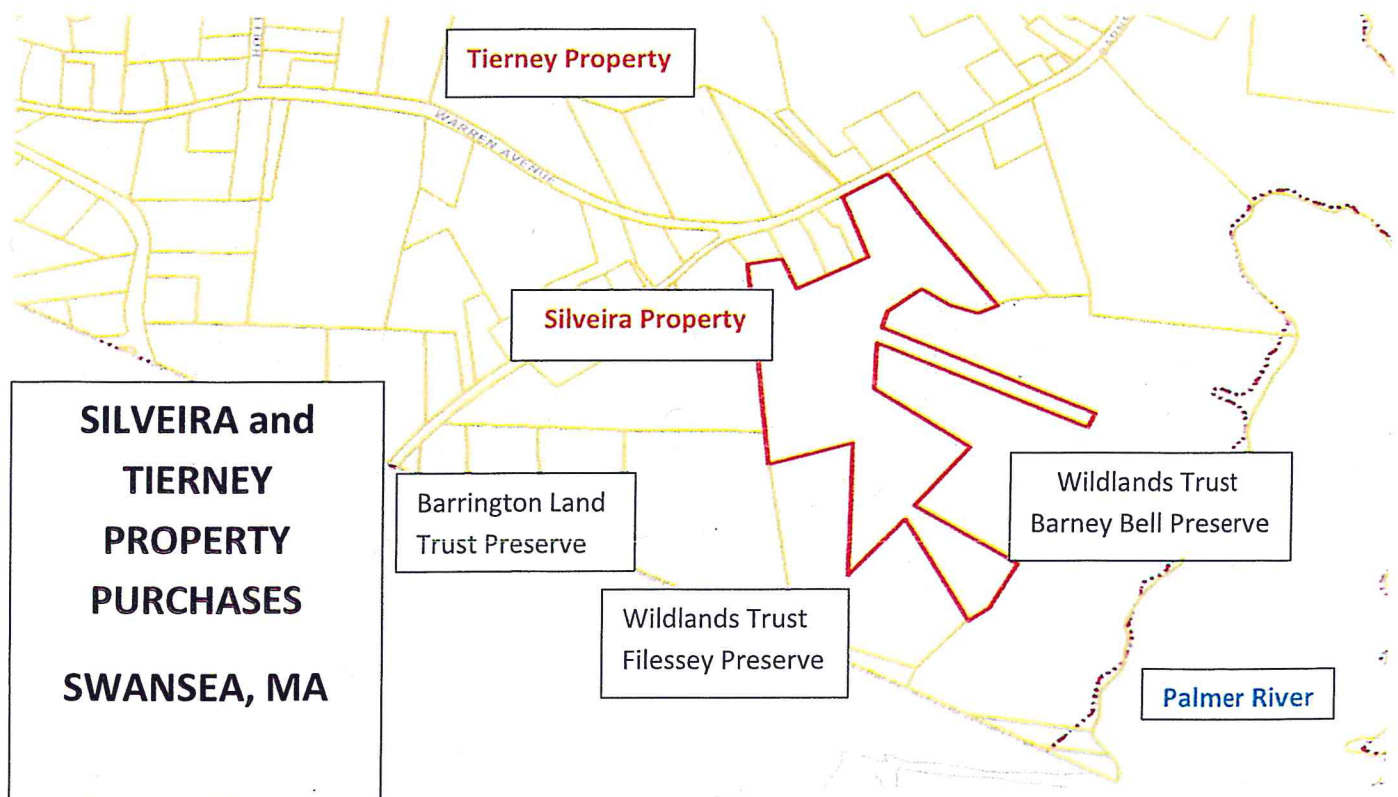 Tierney Property
WARREN AVENUE
Silveira Property
SILVEIRA and
TIERNEY
PROPERTY
PURCHASES
SWANSEA, MA
Barrington Land
Trust Preserve
Wildlands Trust
Filessey Preserve
Wildlands Trust
Barney Bell Preserve
Palmer River